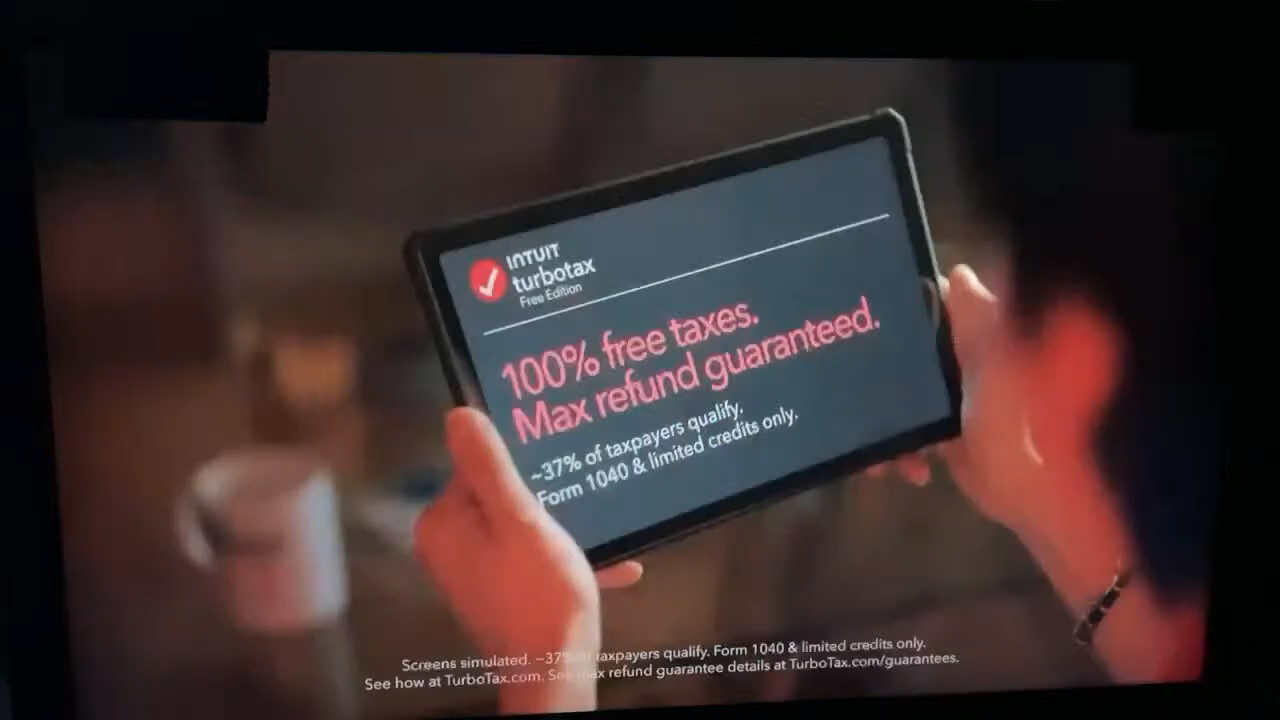 INTUIT
turbotax
Free Edition
100% free taxes.
Max refund guaranteed.
~37% of taxpayers qualify.
Form 1040 & limited credits only.
Screens simulated. ~37% of taxpayers qualify. Form 1040 & limited credits only.
See how at TurboTax.com. See max refund guarantee details at TurboTax.com/guarantees.